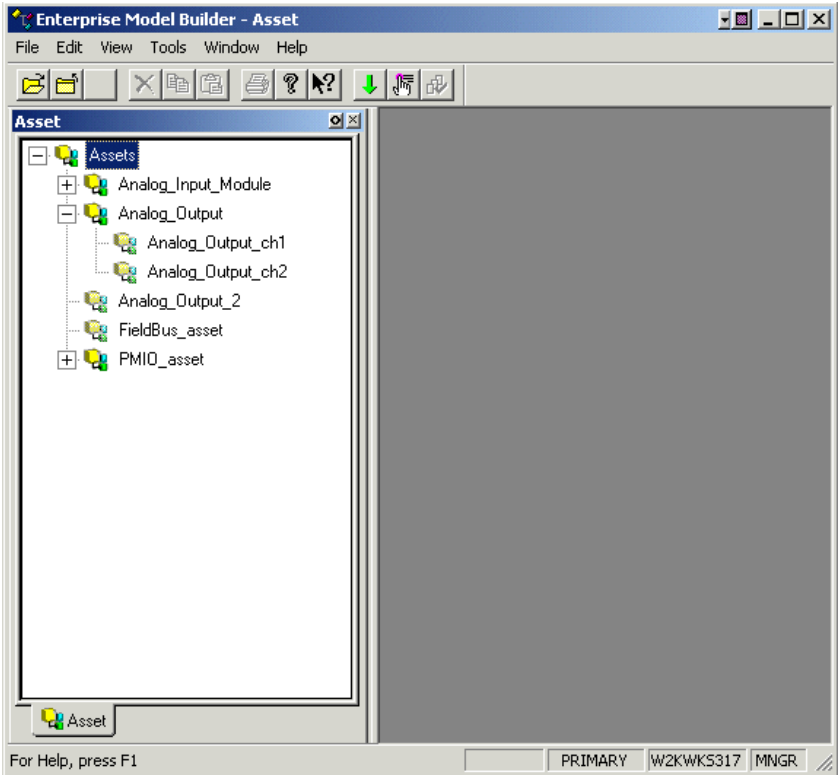 Enterprise Model Builder - Asset
File Edit View Tools Window Help
Asset
Assets
Analog_Input_Module
Analog_Output
Analog_Output_ch1
Analog_Output_ch2
Analog_Output_2
FieldBus_asset
PMIO_asset
Asset
For Help, press F1 PRIMARY W2KWKS317 MNGR